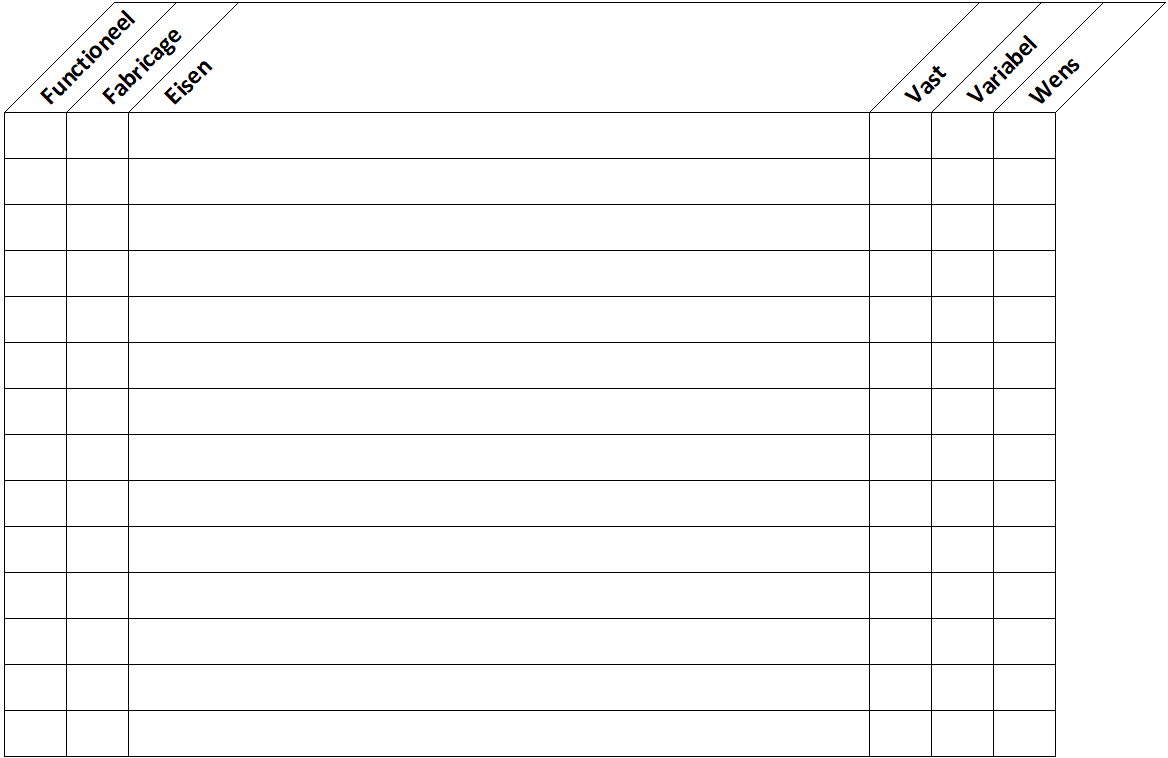 Functioneel
Fabricage
Eisen
Vast
Variabel
Wens